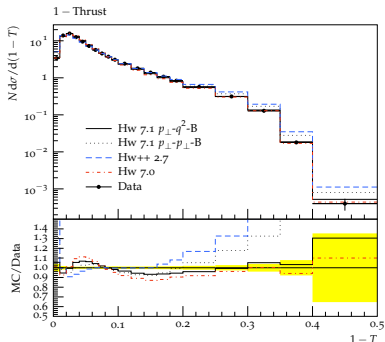 1 − Thrust
N dσ/d(1 − T)
10^1
1
10^−1
10^−2
10^−3
Hw 7.1 p⊥-q²-B
Hw 7.1 p⊥-p⊥-B
Hw++ 2.7
Hw 7.0
Data
MC/Data
1.4
1.3
1.2
1.1
1.0
0.9
0.8
0.7
0.6
0.5
0 0.1 0.2 0.3 0.4 0.5
1 − T